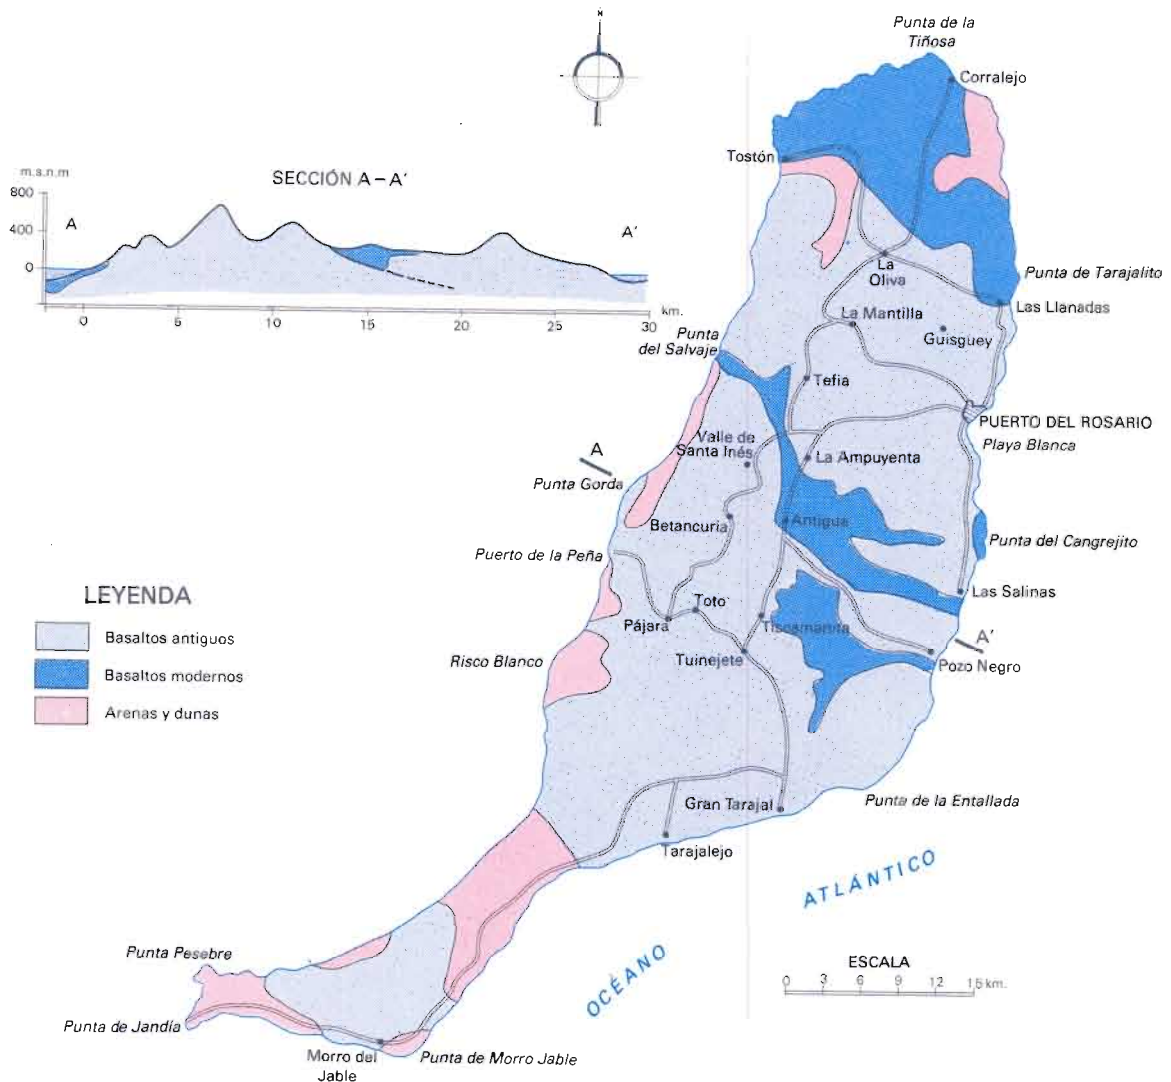 N
Punta de la
Tiñosa
Corralejo
Tostón
m.s.n.m
SECCIÓN A – A'
800
400
0
A
A'
0
5
10
15
20
25
30
km.
La
Oliva
Punta de Tarajalito
Las Llanadas
La Mantilla
Guisguey
Punta
del Salvaje
Tefia
PUERTO DEL ROSARIO
Playa Blanca
Valle de
Santa Inés
La Ampuyenta
A
Punta Gorda
Betancuria
Antigua
Punta del Cangrejito
Puerto de la Peña
Las Salinas
LEYENDA
Basaltos antiguos
Basaltos modernos
Arenas y dunas
Toto
Pájara
Tiscamanita
A'
Risco Blanco
Tuinejete
Pozo Negro
Gran Tarajal
Punta de la Entallada
Tarajalejo
OCÉANO
ATLÁNTICO
Punta Pesebre
Punta de Jandía
Morro del
Jable
Punta de Morro Jable
ESCALA
0 3 6 9 12 15 km.